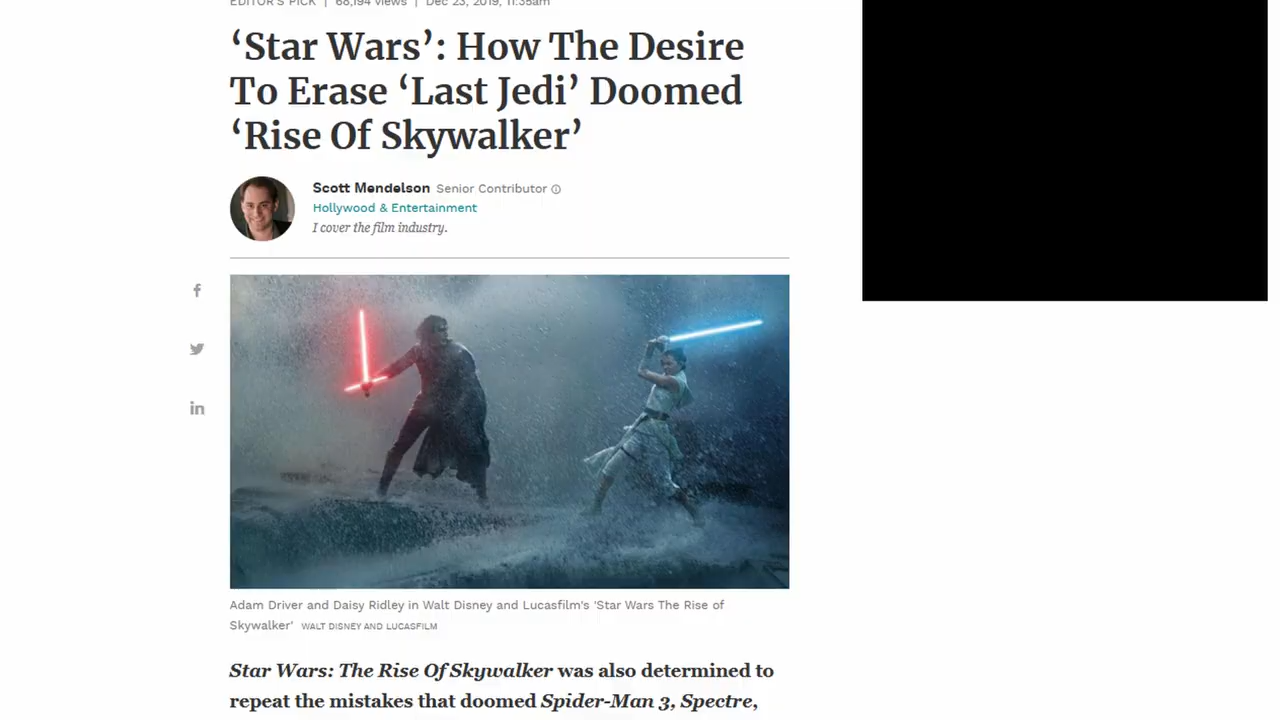 EDITOR'S PICK | 68,194 views | Dec 23, 2019, 11:35am
‘Star Wars’: How The Desire
To Erase ‘Last Jedi’ Doomed
‘Rise Of Skywalker’
Scott Mendelson Senior Contributor
Hollywood & Entertainment
I cover the film industry.
Adam Driver and Daisy Ridley in Walt Disney and Lucasfilm's 'Star Wars The Rise of
Skywalker' WALT DISNEY AND LUCASFILM
Star Wars: The Rise Of Skywalker was also determined to
repeat the mistakes that doomed Spider-Man 3, Spectre,